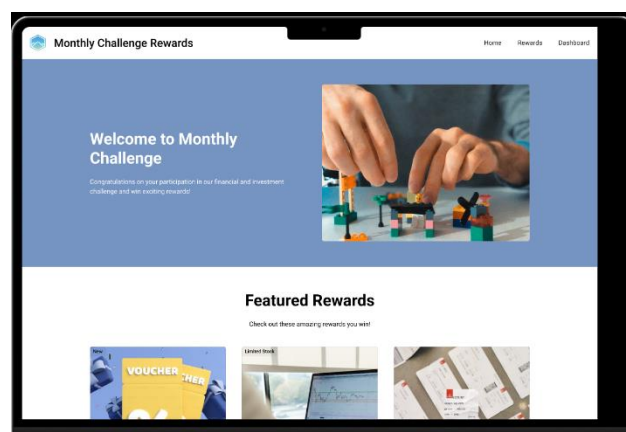 Monthly Challenge Rewards
Home Rewards Dashboard
Welcome to Monthly
Challenge
Congratulations on your participation in our financial and investment
challenge and win exciting rewards!
Featured Rewards
Check out these amazing rewards you win!
New
Limited Stock
VOUCHER